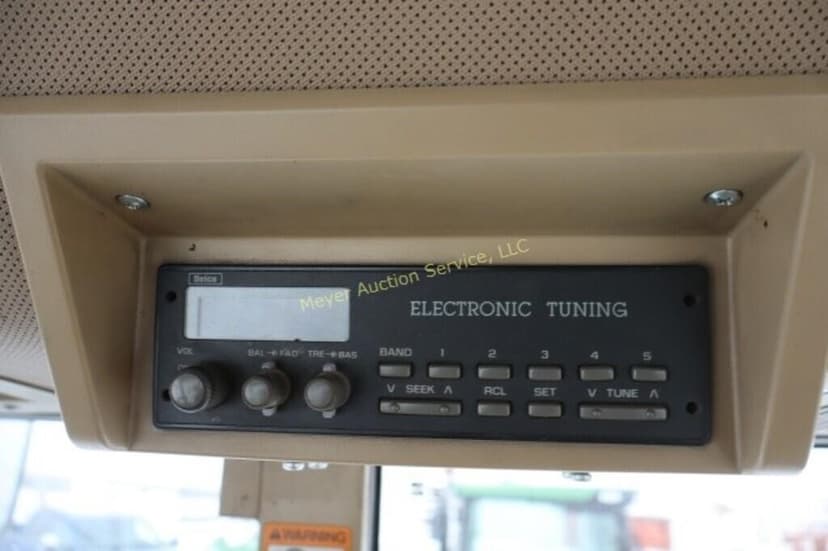 Delco
Meyer Auction Service, LLC
ELECTRONIC TUNING
VOL BAL FAD TRE BAS BAND 1 2 3 4 5
V SEEK Λ RCL SET V TUNE Λ
WARNING